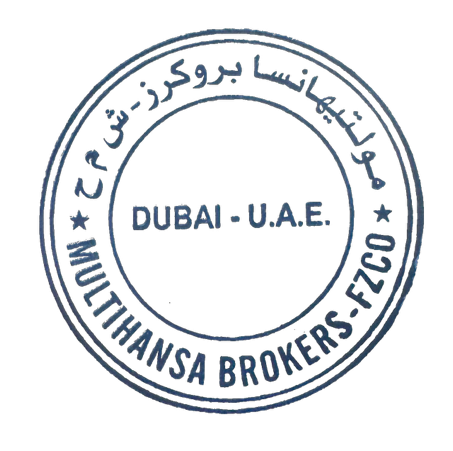 مولتيهانسا بروكرز-ش م ح
DUBAI - U.A.E.
MULTIHANSA BROKERS-FZCO